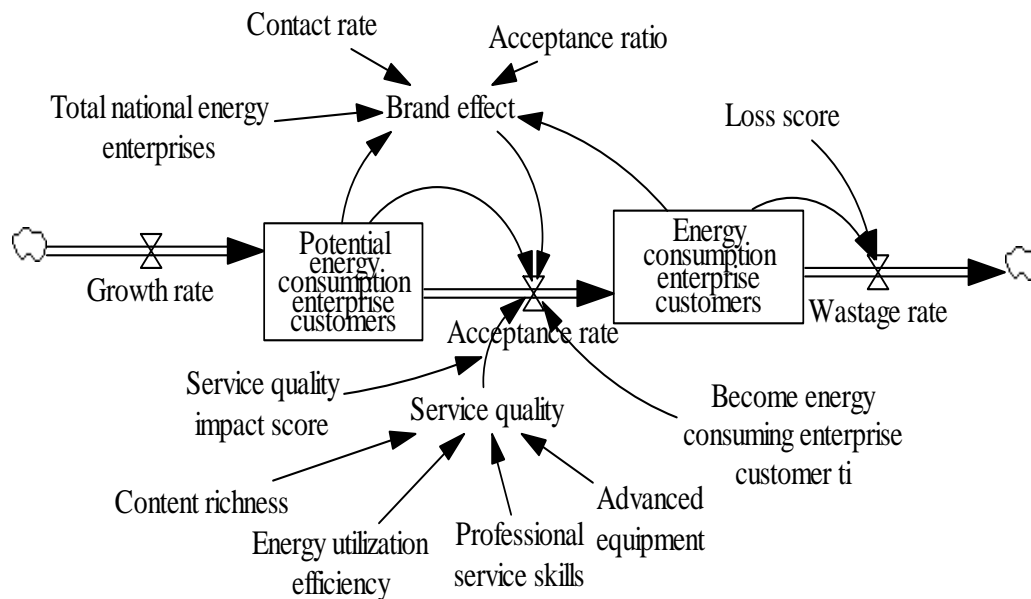 Contact rate
Acceptance ratio
Total national energy
enterprises
Brand effect
Loss score
Potential
energy
consumption
enterprise
customers
Energy
consumption
enterprise
customers
Growth rate
Acceptance rate
Wastage rate
Service quality
impact score
Service quality
Become energy
consuming enterprise
customer ti
Content richness
Energy utilization
efficiency
Professional
service skills
Advanced
equipment